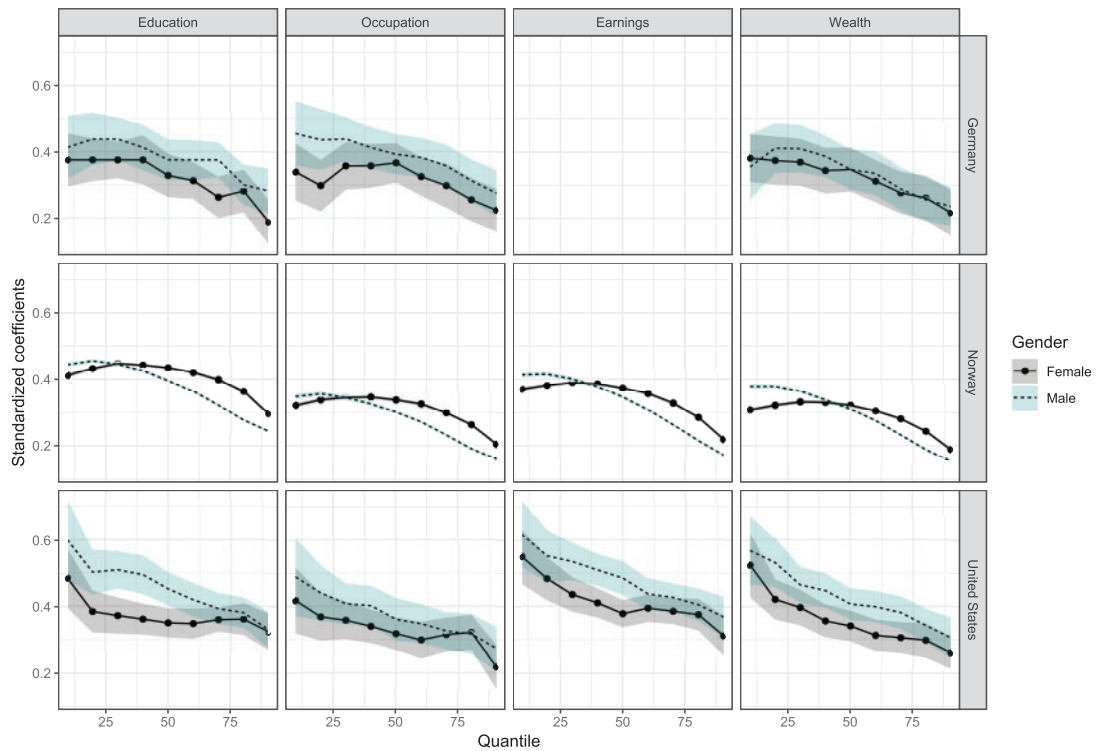 Education Occupation Earnings Wealth
0.6
0.4
0.2
Germany
0.6
0.4
0.2
Norway
0.6
0.4
0.2
United States
Standardized coefficients
25 50 75 25 50 75 25 50 75 25 50 75
Quantile
Gender
Female
Male